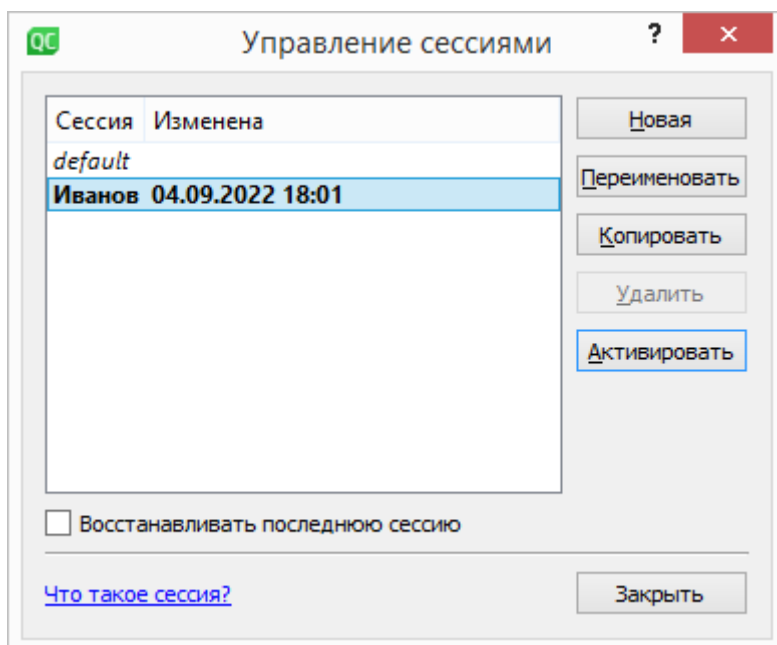 QC Управление сессиями ?
Сессия Изменена
default
Иванов 04.09.2022 18:01
Новая
Переименовать
Копировать
Удалить
Активировать
Восстанавливать последнюю сессию
Что такое сессия?
Закрыть